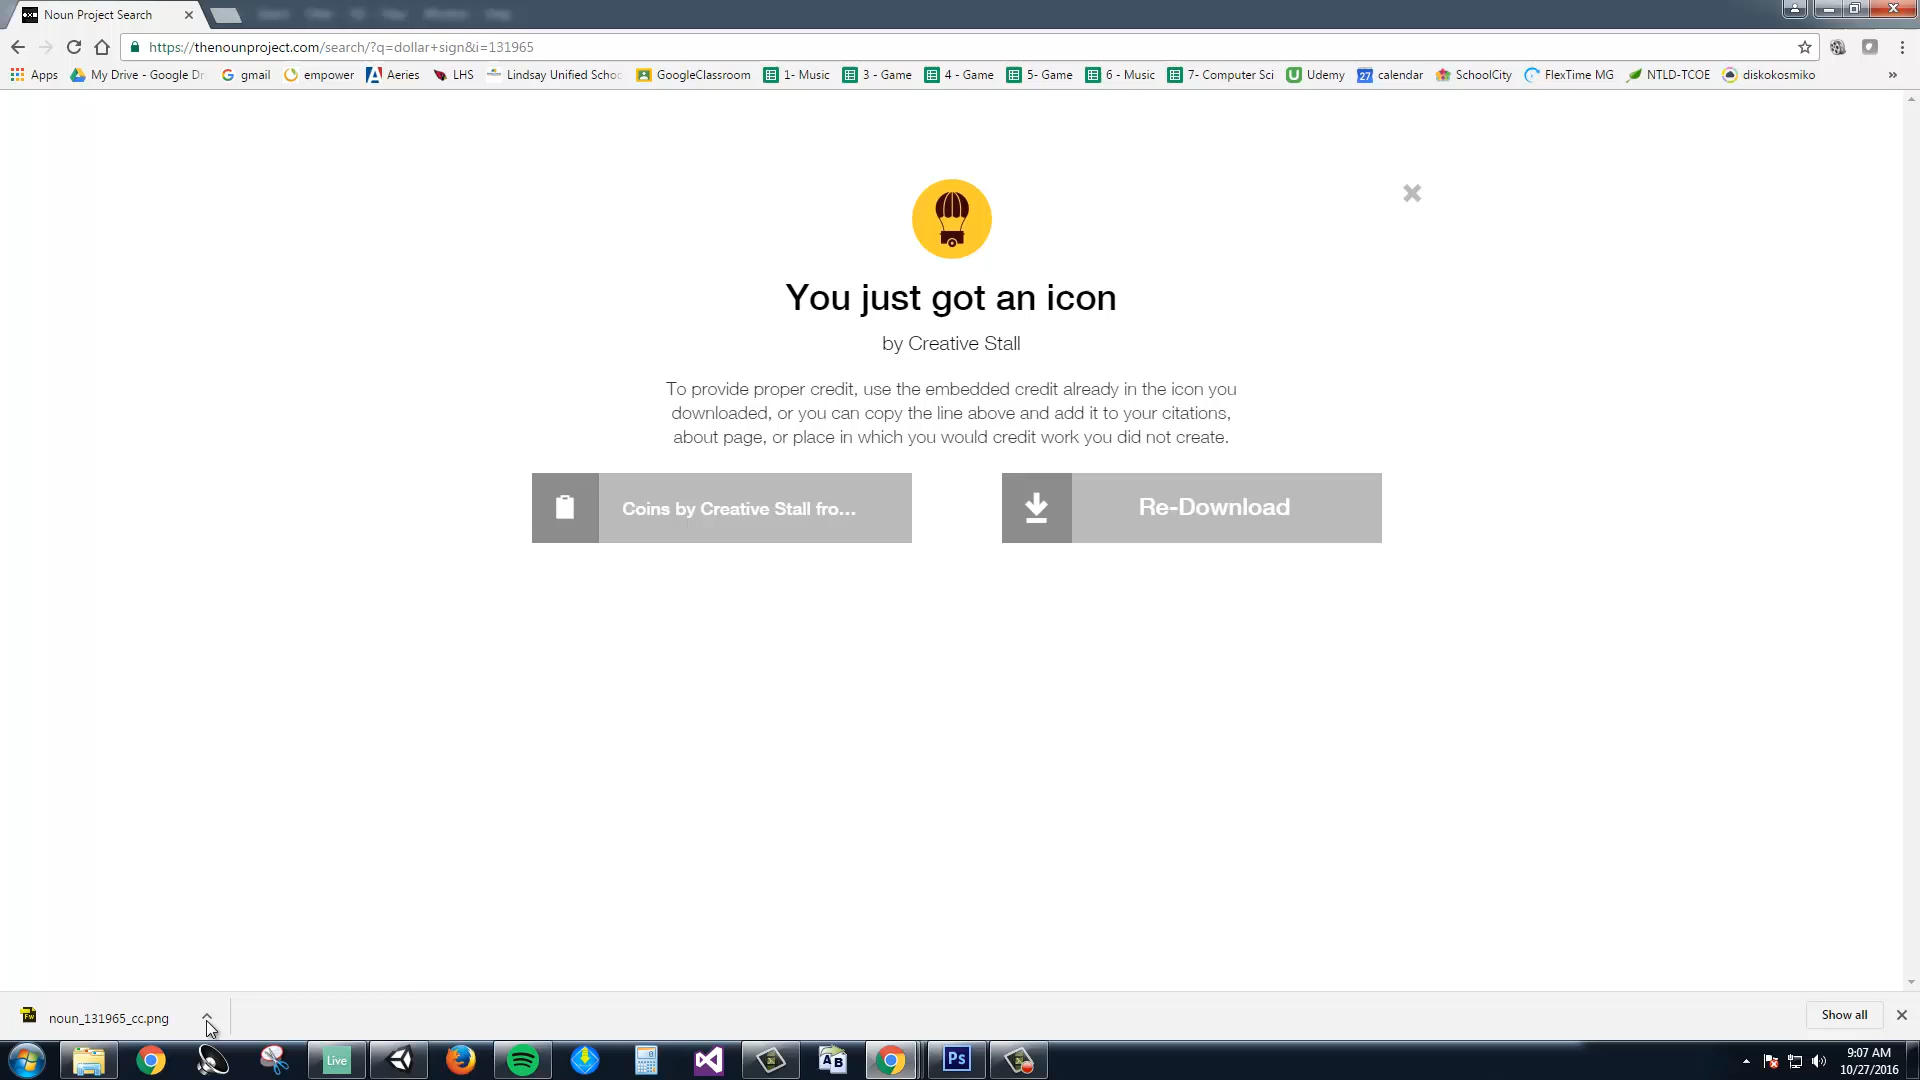 Noun Project Search
https://thenounproject.com/search/?q=dollar+sign&i=131965
Apps My Drive - Google Dr gmail empower Aeries LHS Lindsay Unified Schoo GoogleClassroom 1- Music 3 - Game 4 - Game 5- Game 6 - Music 7- Computer Sci Udemy 27 calendar SchoolCity FlexTime MG NTLD-TCOE diskokosmiko »
You just got an icon
by Creative Stall
To provide proper credit, use the embedded credit already in the icon you
downloaded, or you can copy the line above and add it to your citations,
about page, or place in which you would credit work you did not create.
Coins by Creative Stall fro...
Re-Download
Fw noun_131965_cc.png
Show all
Live
AB
Ps
9:07 AM
10/27/2016